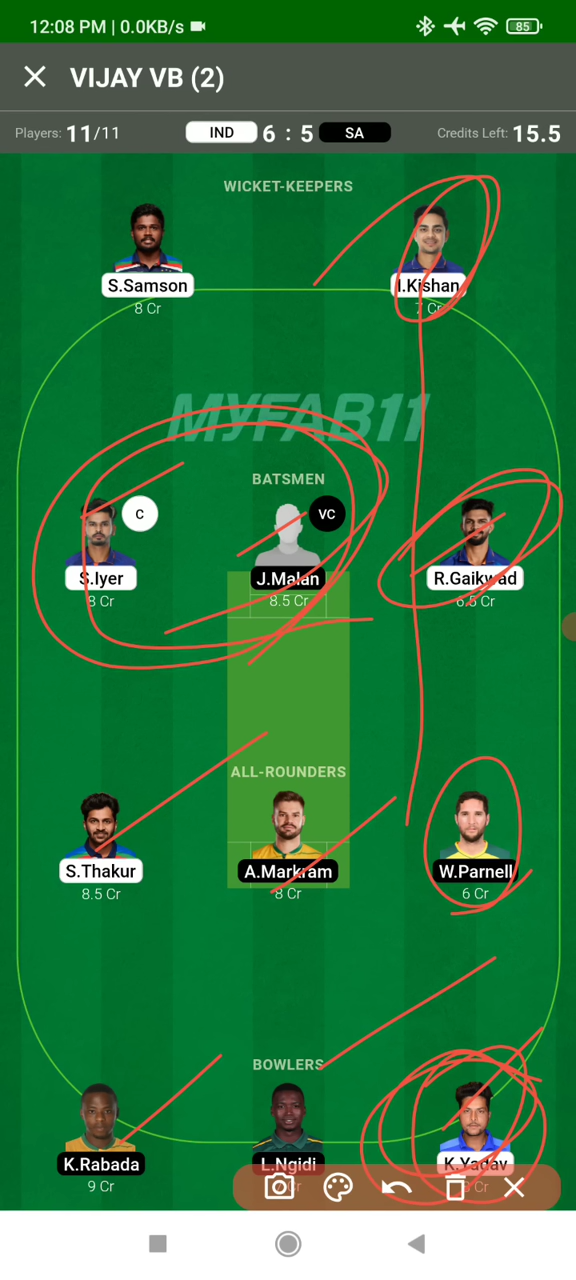 12:08 PM | 0.0KB/s 85
VIJAY VB (2)
Players: 11/11 IND 6 : 5 SA Credits Left: 15.5
WICKET-KEEPERS
S.Samson I.Kishan
8 Cr 7 Cr
MYFAB11
BATSMEN
C VC
S.Iyer J.Malan R.Gaikwad
8 Cr 8.5 Cr 6.5 Cr
ALL-ROUNDERS
S.Thakur A.Markram W.Parnell
8.5 Cr 8 Cr 6 Cr
BOWLERS
K.Rabada L.Ngidi K.Yadav
9 Cr Cr